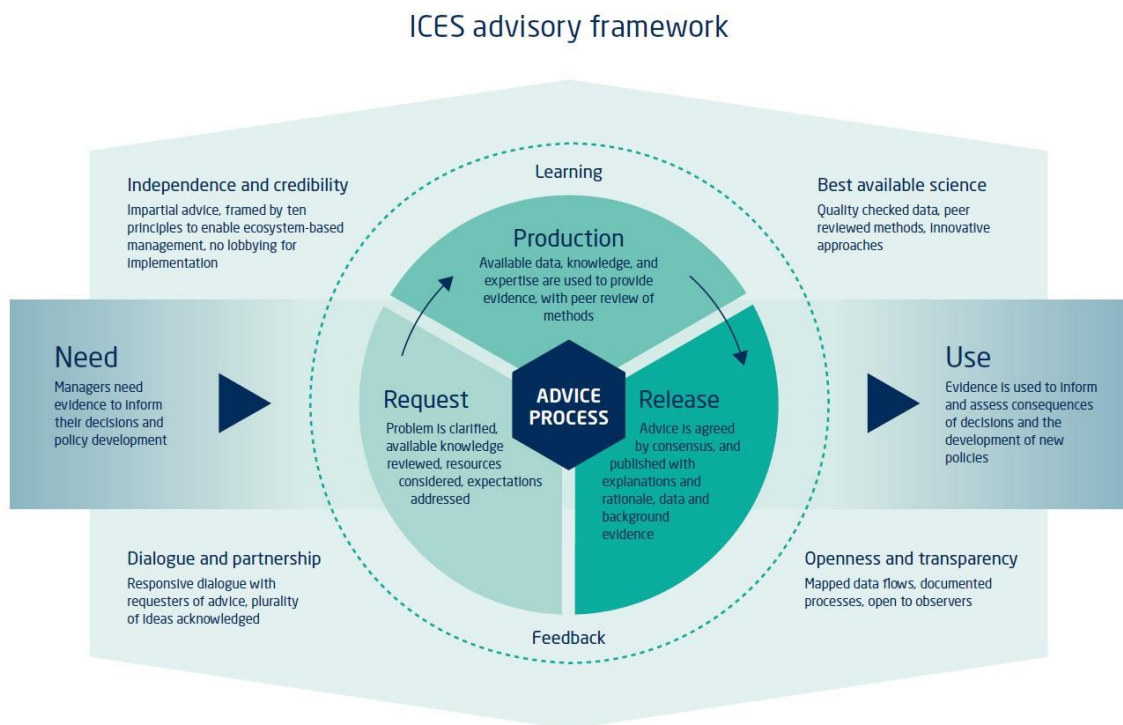 ICES advisory framework
Independence and credibility
Impartial advice, framed by ten
principles to enable ecosystem-based
management, no lobbying for
implementation
Best available science
Quality checked data, peer
reviewed methods, innovative
approaches
Learning
Production
Available data, knowledge, and
expertise are used to provide
evidence, with peer review of
methods
Need
Managers need
evidence to inform
their decisions and
policy development
Request
Problem is clarified,
available knowledge
reviewed, resources
considered, expectations
addressed
ADVICE
PROCESS
Release
Advice is agreed
by consensus, and
published with
explanations and
rationale, data and
background
evidence
Use
Evidence is used to inform
and assess consequences
of decisions and the
development of new
policies
Dialogue and partnership
Responsive dialogue with
requesters of advice, plurality
of ideas acknowledged
Openness and transparency
Mapped data flows, documented
processes, open to observers
Feedback